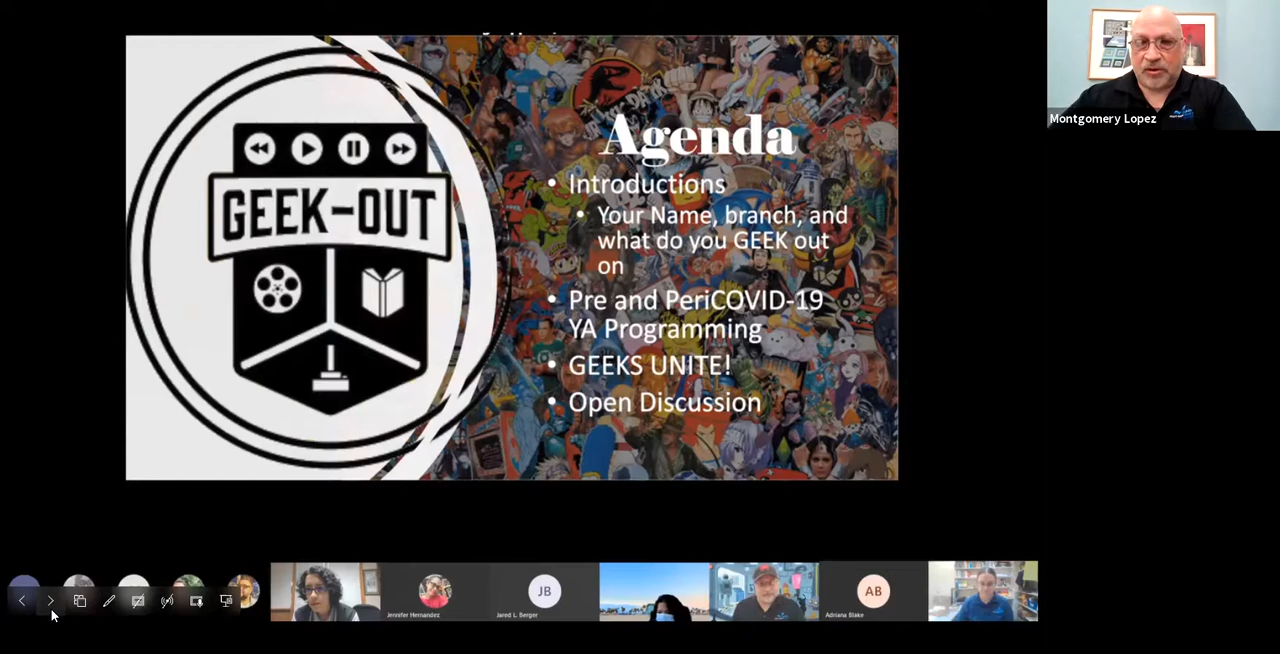 Agenda
• Introductions
• Your Name, branch, and
what do you GEEK out
on
• Pre and PeriCOVID-19
YA Programming
• GEEKS UNITE!
• Open Discussion
GEEK-OUT
Montgomery Lopez
Jennifer Hernandez
JB
Jared L. Berger
AB
Adriana Blake